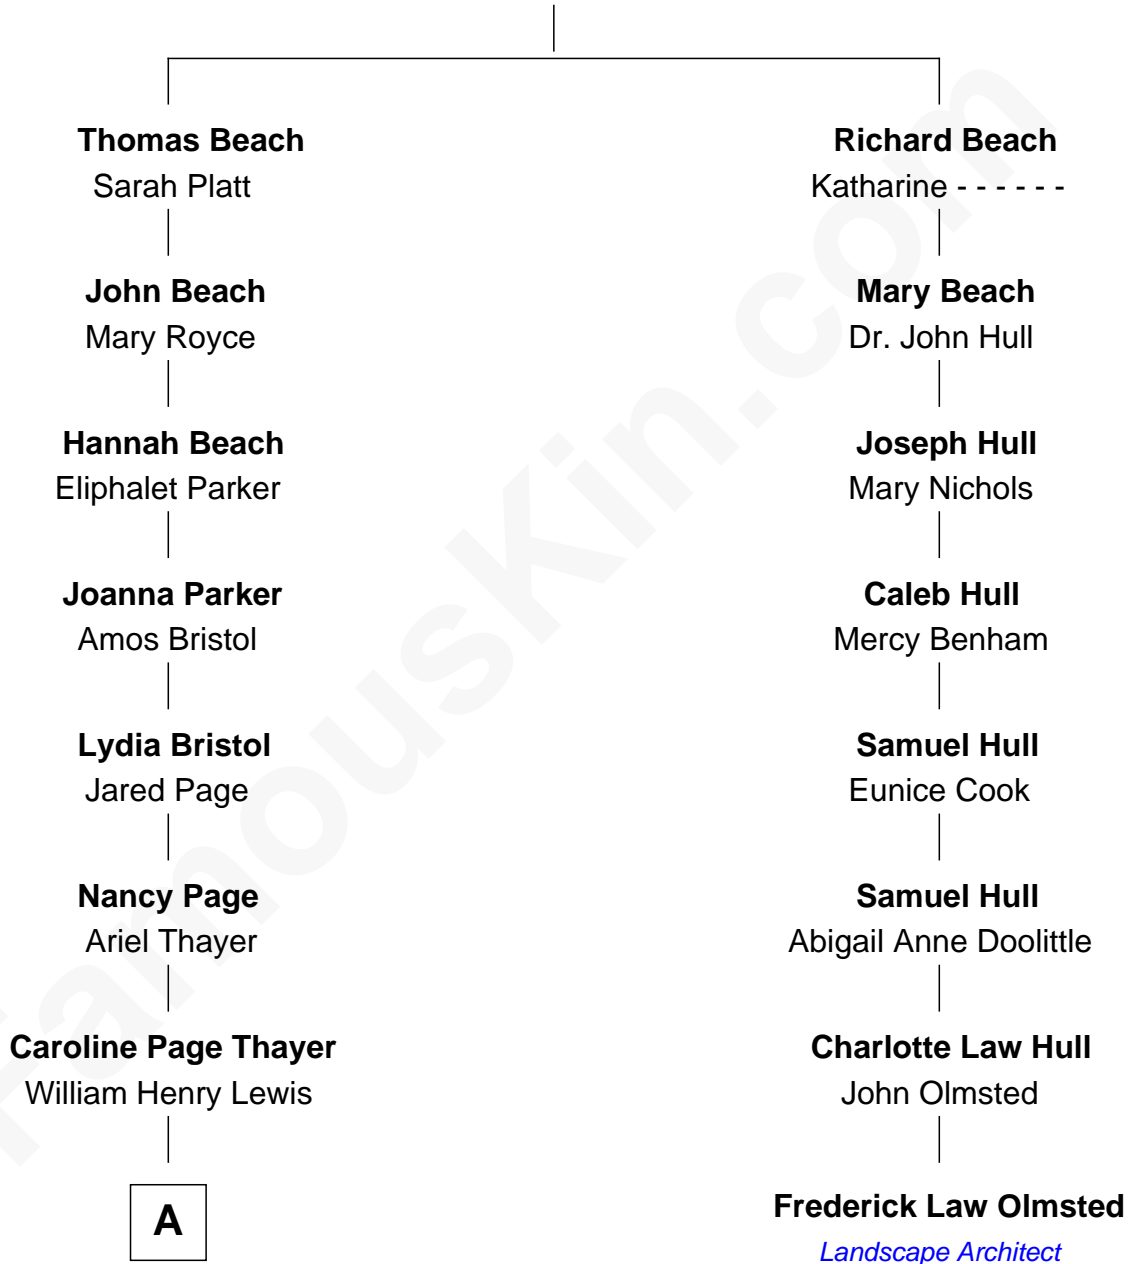 Thomas Beach
Sarah Platt
John Beach
Mary Royce
Hannah Beach
Eliphalet Parker
Joanna Parker
Amos Bristol
Lydia Bristol
Jared Page
Nancy Page
Ariel Thayer
Caroline Page Thayer
William Henry Lewis
A
Richard Beach
Katharine - - - - - -
Mary Beach
Dr. John Hull
Joseph Hull
Mary Nichols
Caleb Hull
Mercy Benham
Samuel Hull
Eunice Cook
Samuel Hull
Abigail Anne Doolittle
Charlotte Law Hull
John Olmsted
Frederick Law Olmsted
Landscape Architect
FamousKin.com